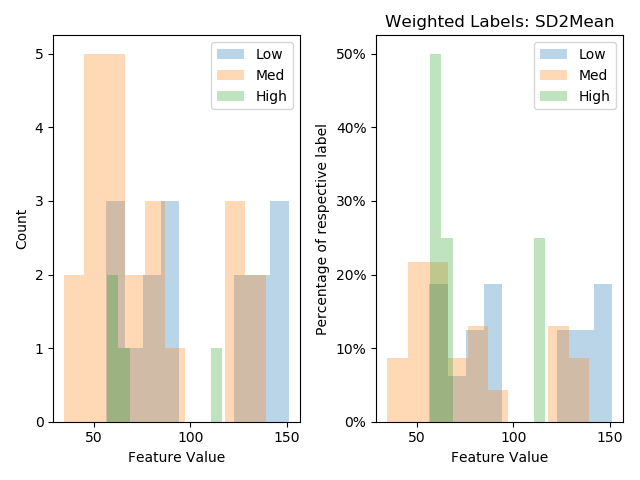 Weighted Labels: SD2Mean
Count
5
4
3
2
1
0
50
100
150
Feature Value
Low
Med
High
Percentage of respective label
50%
40%
30%
20%
10%
0%
50
100
150
Feature Value
Low
Med
High